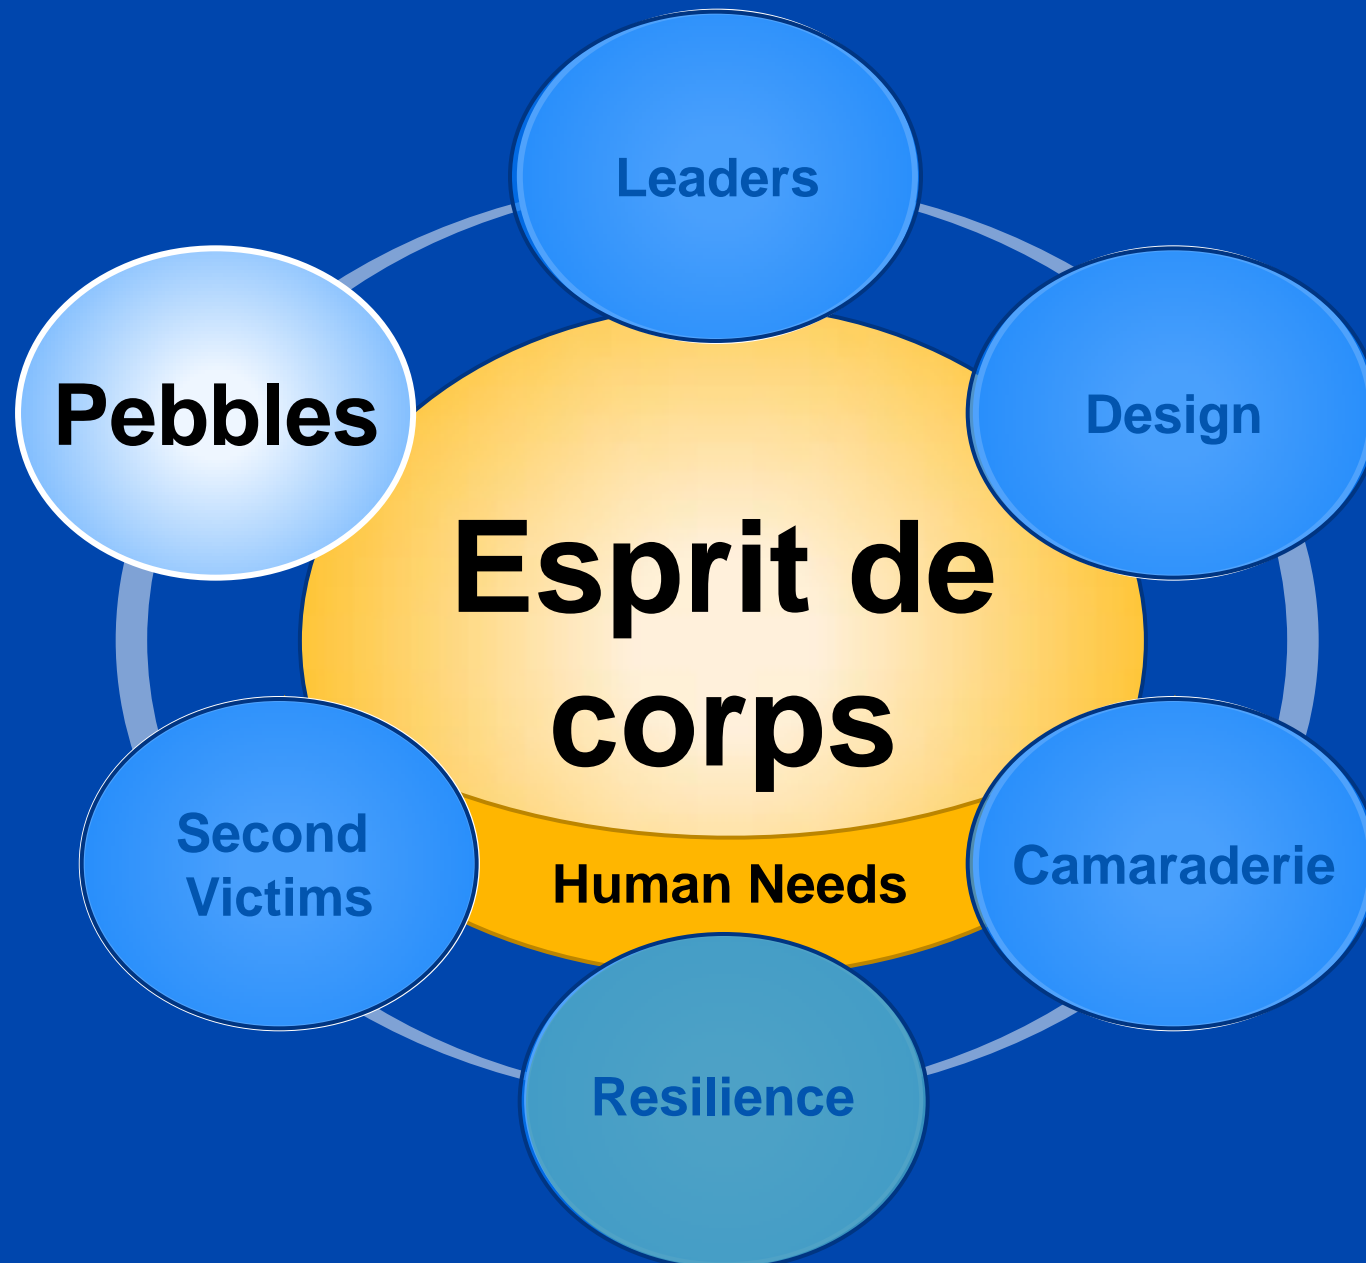 Leaders
Pebbles
Design
Esprit de
corps
Second
Victims
Human Needs
Camaraderie
Resilience